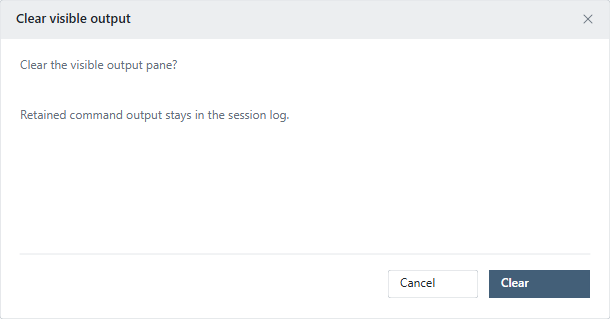 Clear visible output
Clear the visible output pane?
Retained command output stays in the session log.
Cancel
Clear